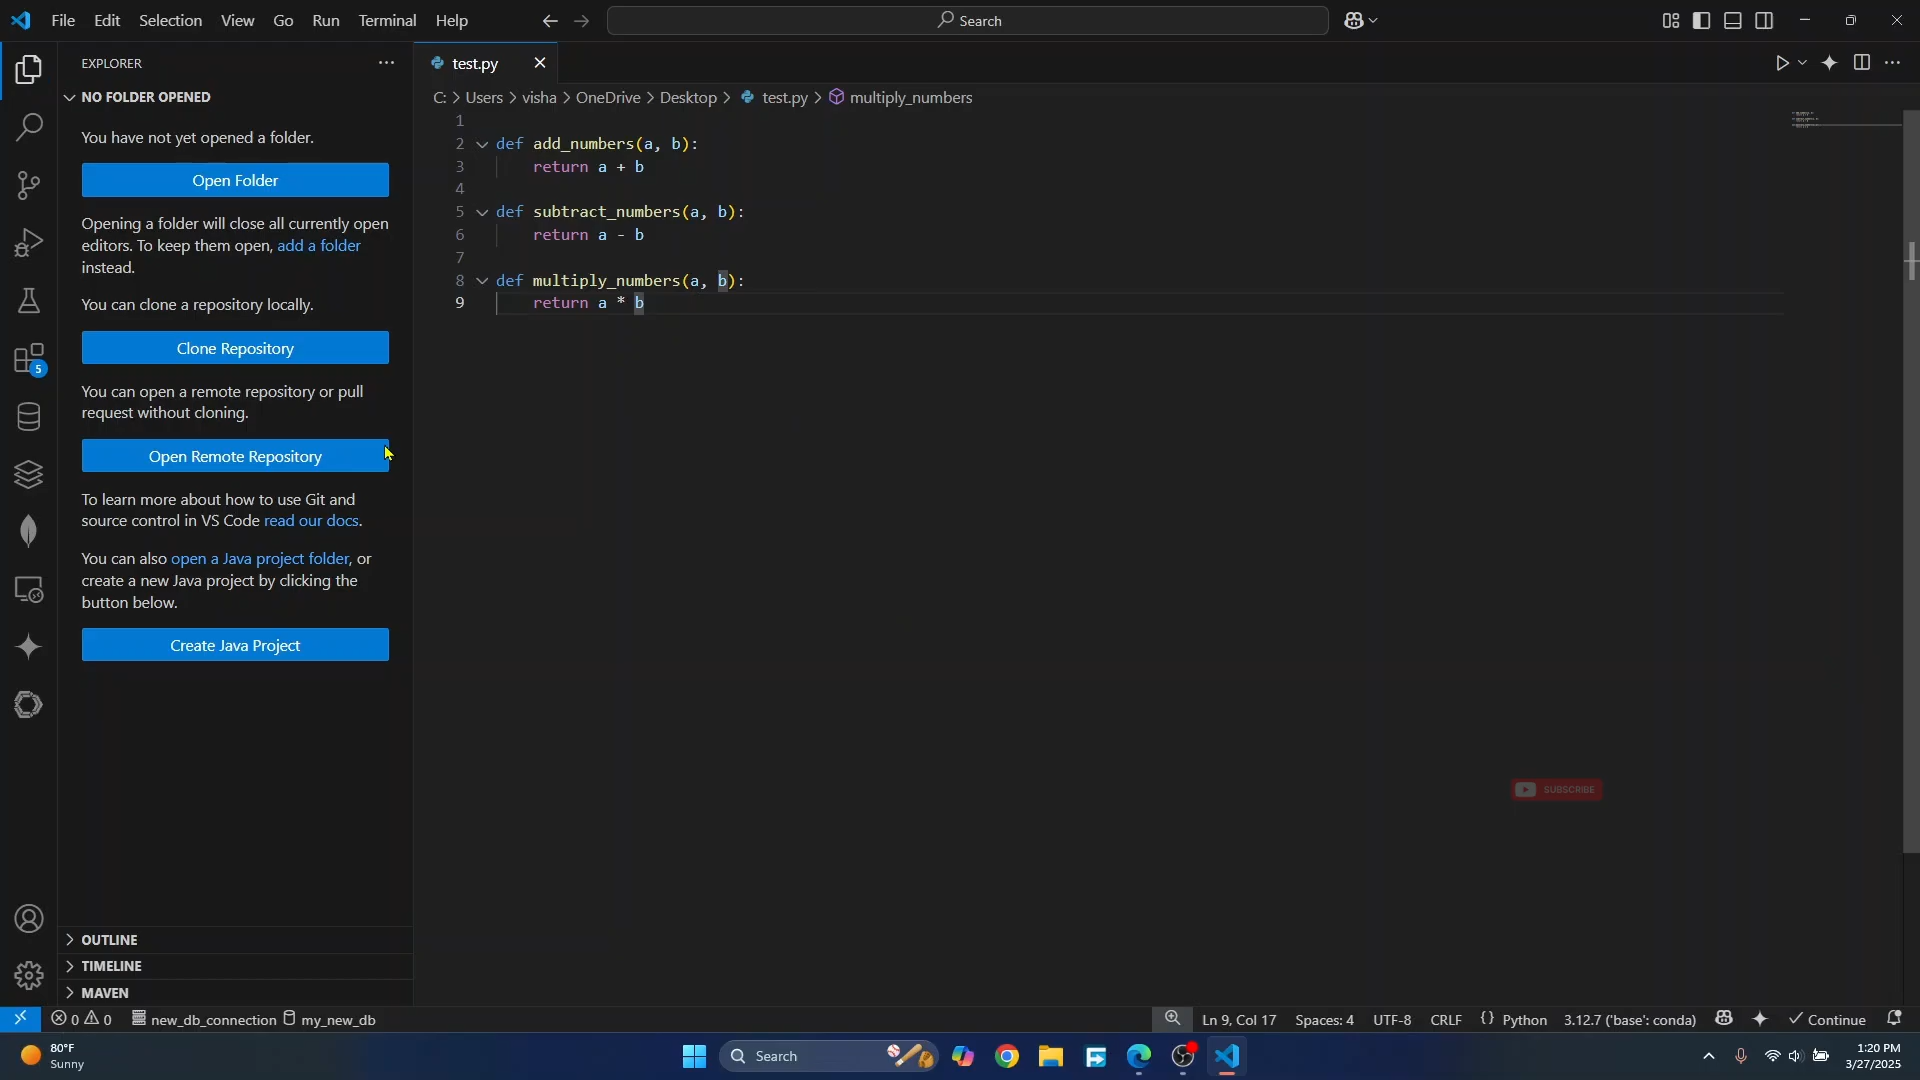 File Edit Selection View Go Run Terminal Help
Search
EXPLORER
NO FOLDER OPENED
You have not yet opened a folder.
Open Folder
Opening a folder will close all currently open
editors. To keep them open, add a folder
instead.
You can clone a repository locally.
Clone Repository
You can open a remote repository or pull
request without cloning.
Open Remote Repository
To learn more about how to use Git and
source control in VS Code read our docs.
You can also open a Java project folder, or
create a new Java project by clicking the
button below.
Create Java Project
OUTLINE
TIMELINE
MAVEN
5
test.py
C: > Users > visha > OneDrive > Desktop > test.py > multiply_numbers
1
2 def add_numbers(a, b):
3 return a + b
4
5 def subtract_numbers(a, b):
6 return a - b
7
8 def multiply_numbers(a, b):
9 return a * b
SUBSCRIBE
0 0 new_db_connection my_new_db
Ln 9, Col 17 Spaces: 4 UTF-8 CRLF {} Python 3.12.7 ('base': conda) Continue
80°F
Sunny
Search
1:20 PM
3/27/2025